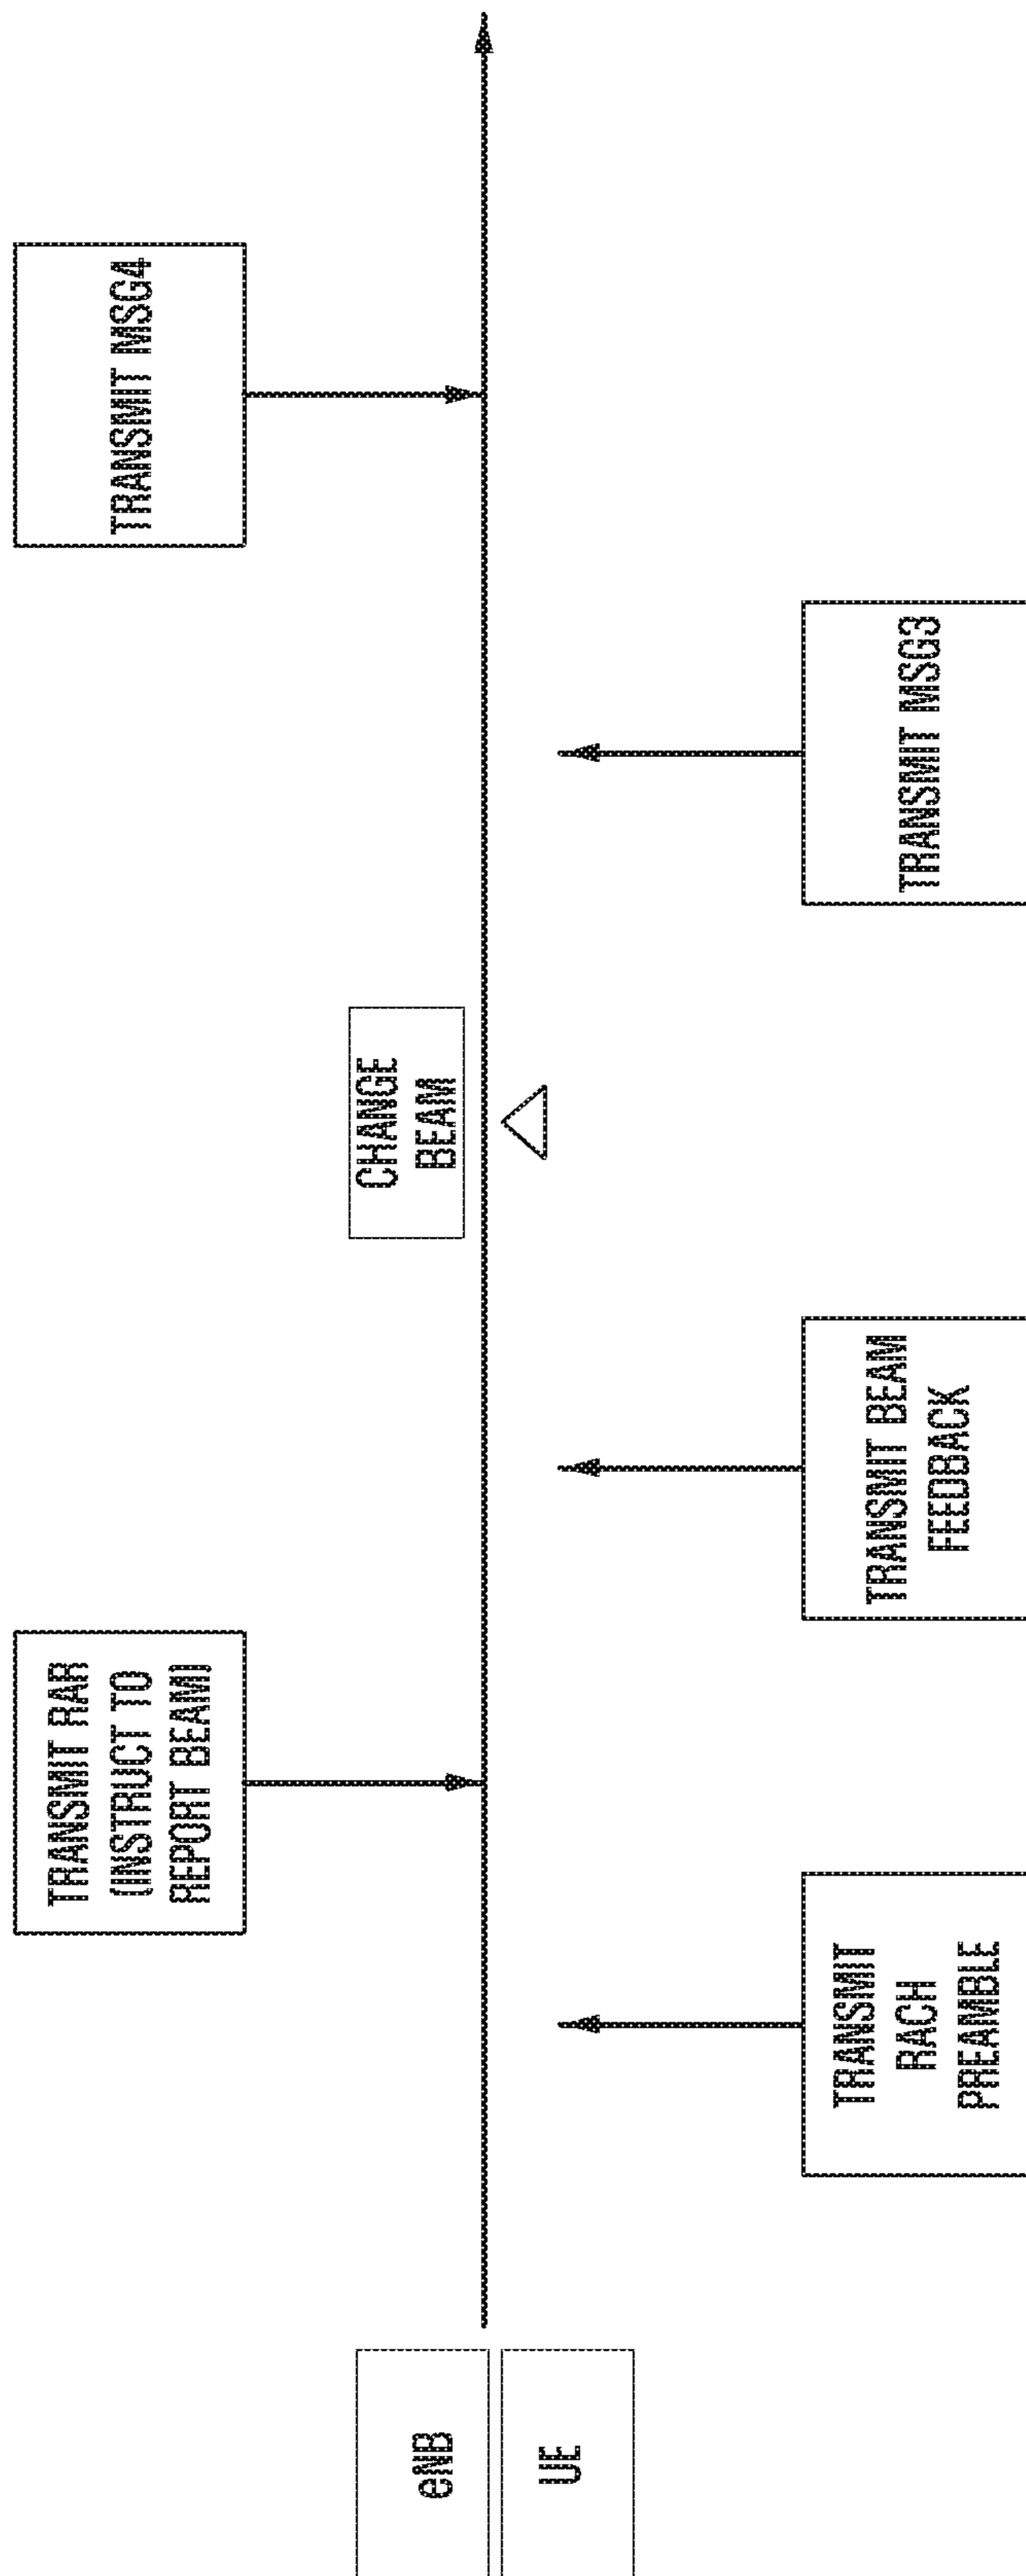 eNB
UE
TRANSMIT
RACH
PREAMBLE
TRANSMIT RAR
(INSTRUCT TO
REPORT BEAM)
TRANSMIT BEAM
FEEDBACK
CHANGE
BEAM
TRANSMIT MSG3
TRANSMIT MSG4